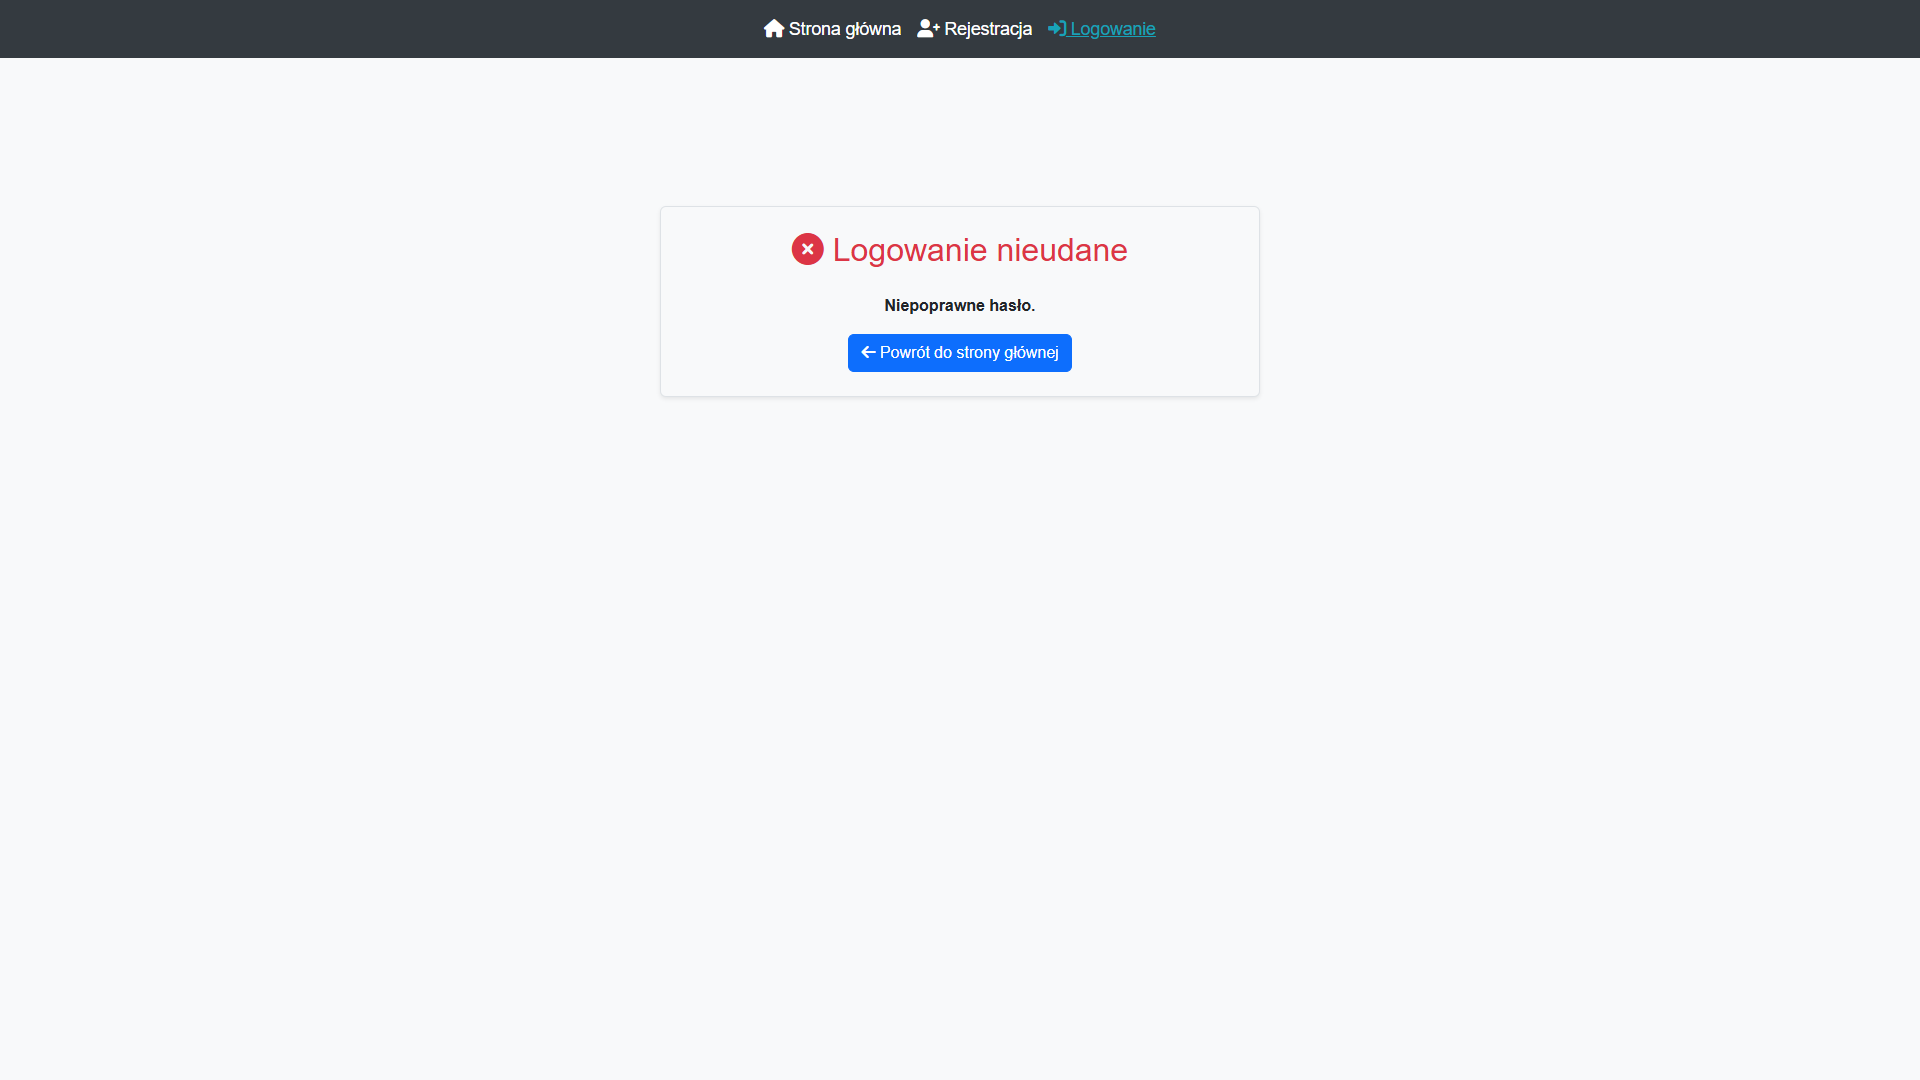 Strona główna Rejestracja Logowanie
Logowanie nieudane
Niepoprawne hasło.
Powrót do strony głównej